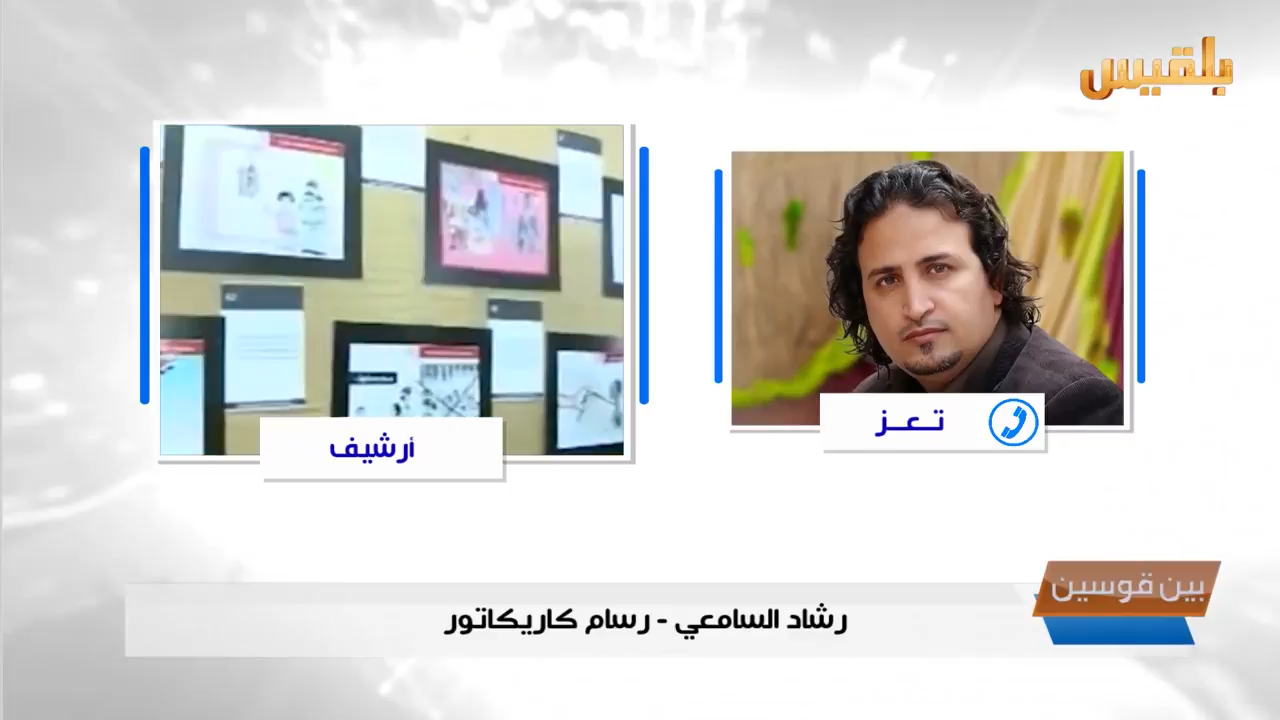 بلقيس
تعز
أرشيف
بين قوسين
رشاد السامعي - رسام كاريكاتور